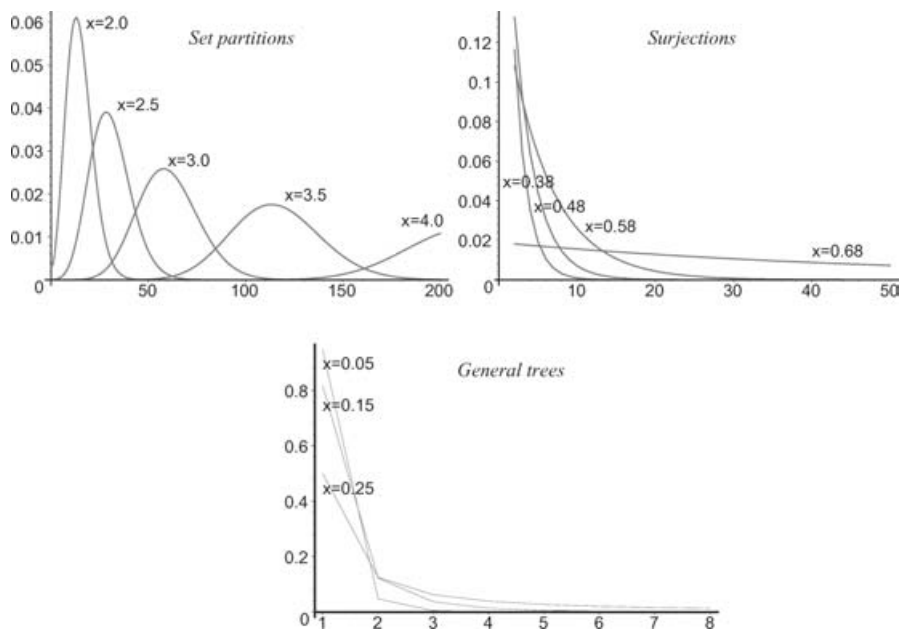 Set partitions
0.06
0.05
0.04
0.03
0.02
0.01
0
50
100
150
200
x=2.0
x=2.5
x=3.0
x=3.5
x=4.0
Surjections
0.12
0.1
0.08
0.06
0.04
0.02
0
10
20
30
40
50
x=0.38
x=0.48
x=0.58
x=0.68
General trees
0.8
0.6
0.4
0.2
0
1
2
3
4
5
6
7
8
x=0.05
x=0.15
x=0.25